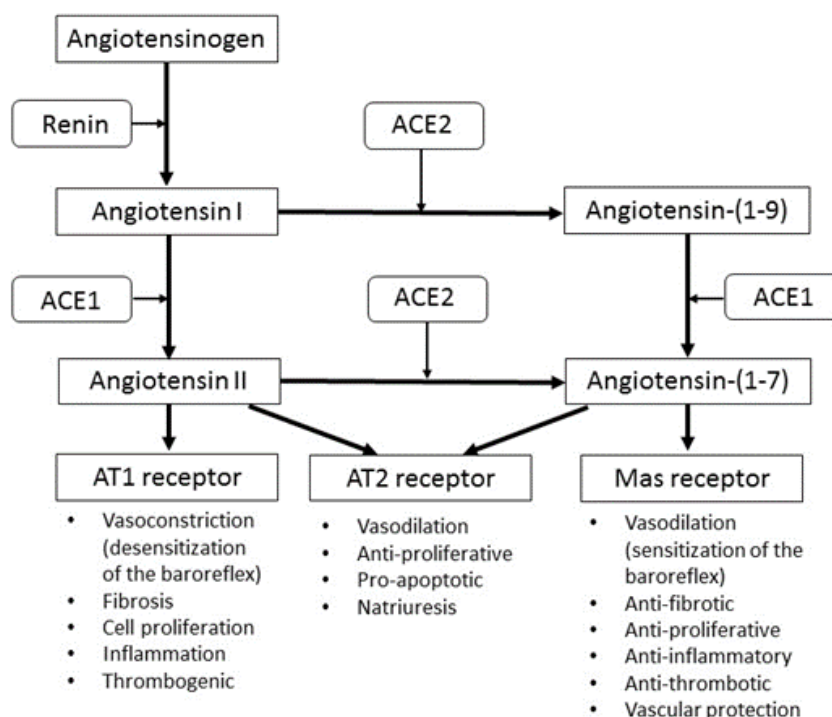 Angiotensinogen
Renin
ACE2
Angiotensin I
Angiotensin-(1-9)
ACE1
ACE2
ACE1
Angiotensin II
Angiotensin-(1-7)
AT1 receptor
AT2 receptor
Mas receptor
• Vasoconstriction
(desensitization
of the baroreflex)
• Fibrosis
• Cell proliferation
• Inflammation
• Thrombogenic
• Vasodilation
• Anti-proliferative
• Pro-apoptotic
• Natriuresis
• Vasodilation
(sensitization of the
baroreflex)
• Anti-fibrotic
• Anti-proliferative
• Anti-inflammatory
• Anti-thrombotic
• Vascular protection